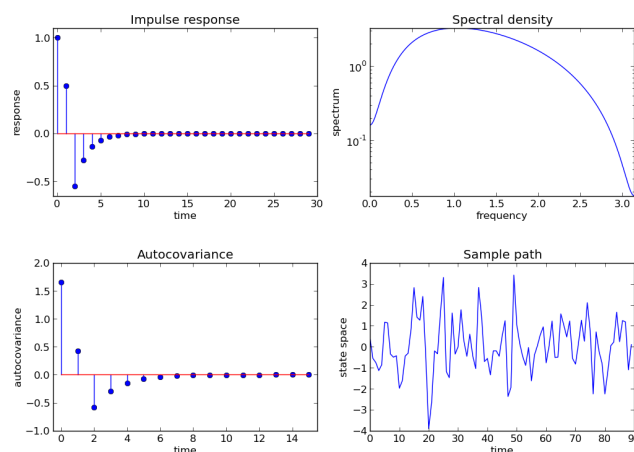 Impulse response
1.0
0.5
0.0
−0.5
response
0 5 10 15 20 25 30
time
Spectral density
10^0
10^-1
spectrum
0.0 0.5 1.0 1.5 2.0 2.5 3.0
frequency
Autocovariance
2.0
1.5
1.0
0.5
0.0
−0.5
−1.0
autocovariance
0 2 4 6 8 10 12 14
time
Sample path
4
3
2
1
0
−1
−2
−3
−4
state space
0 10 20 30 40 50 60 70 80 90
time